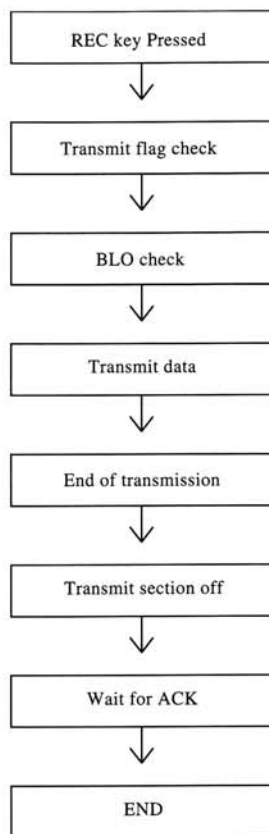 REC key Pressed
Transmit flag check
BLO check
Transmit data
End of transmission
Transmit section off
Wait for ACK
END